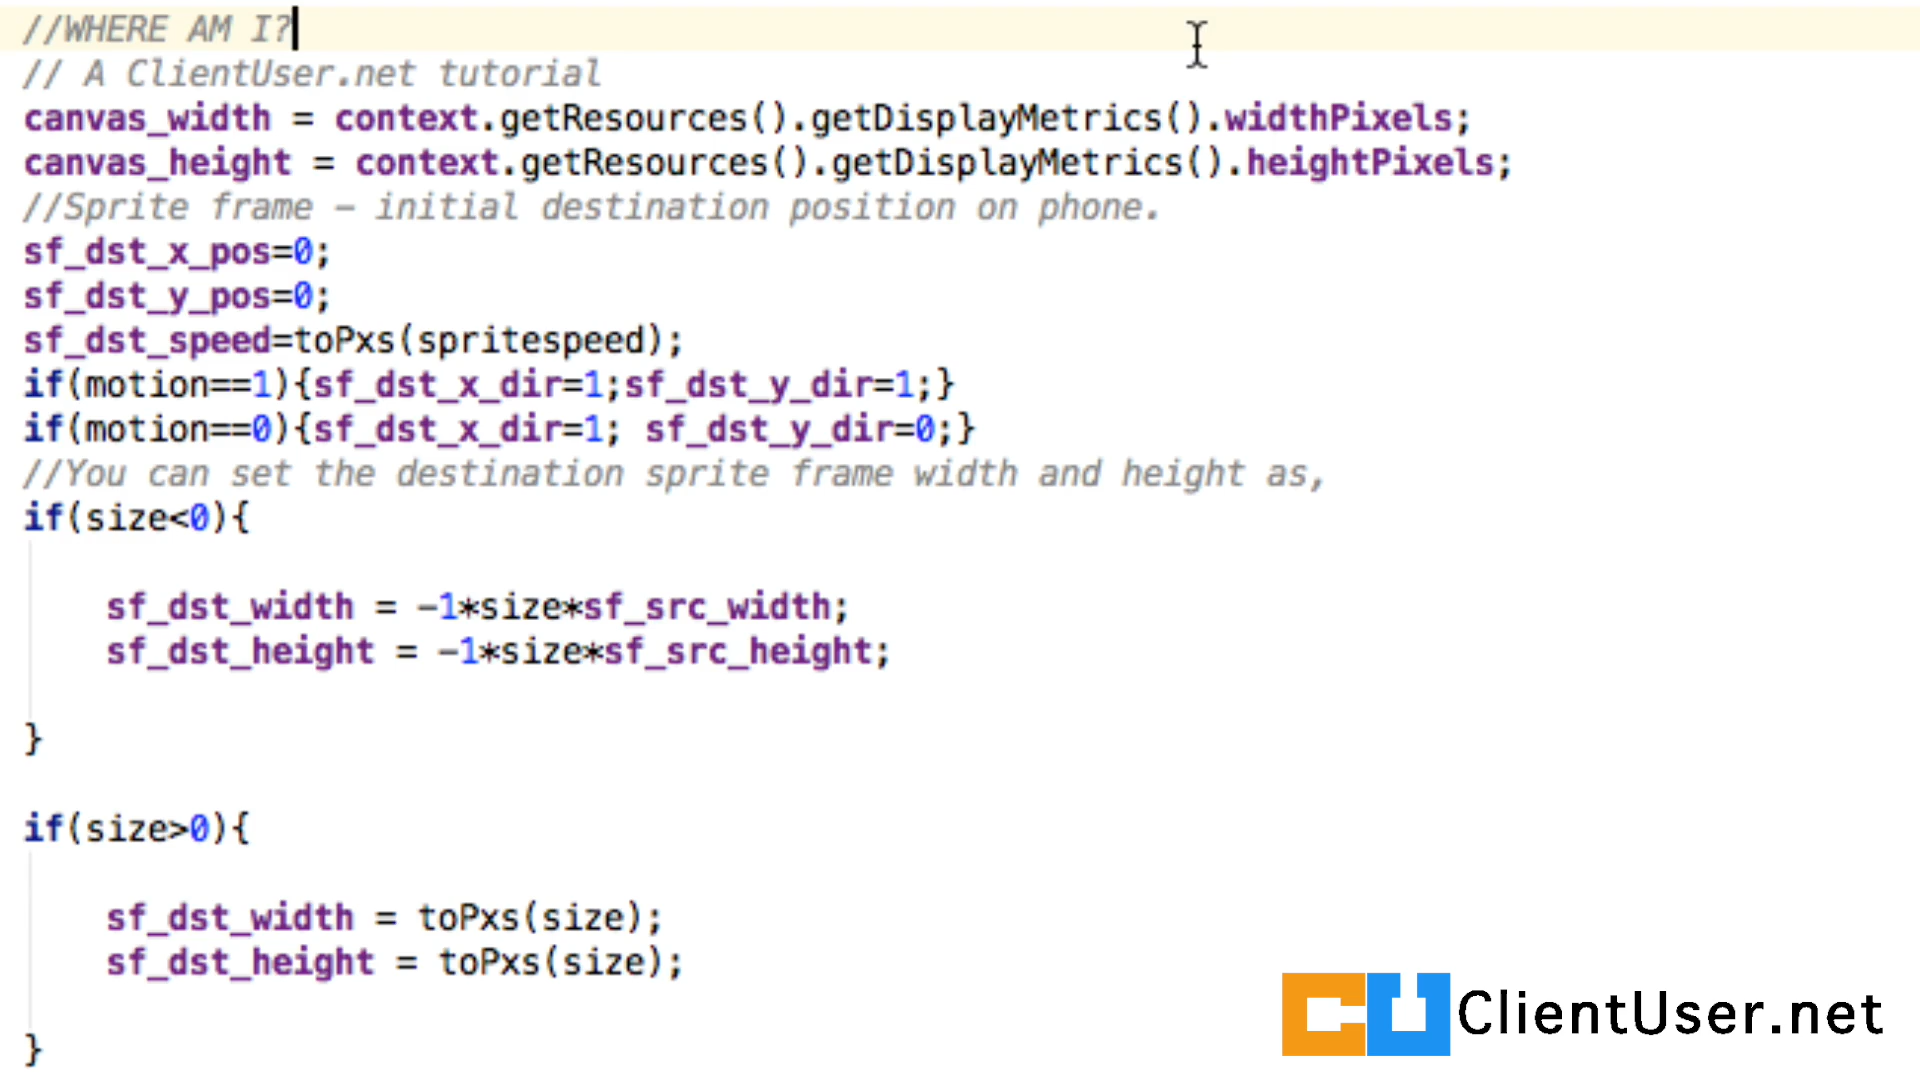 //WHERE AM I?
// A ClientUser.net tutorial
canvas_width = context.getResources().getDisplayMetrics().widthPixels;
canvas_height = context.getResources().getDisplayMetrics().heightPixels;
//Sprite frame – initial destination position on phone.
sf_dst_x_pos=0;
sf_dst_y_pos=0;
sf_dst_speed=toPxs(spritespeed);
if(motion==1){sf_dst_x_dir=1;sf_dst_y_dir=1;}
if(motion==0){sf_dst_x_dir=1; sf_dst_y_dir=0;}
//You can set the destination sprite frame width and height as,
if(size<0){
sf_dst_width = -1*size*sf_src_width;
sf_dst_height = -1*size*sf_src_height;
}
if(size>0){
sf_dst_width = toPxs(size);
sf_dst_height = toPxs(size);
}
CU ClientUser.net